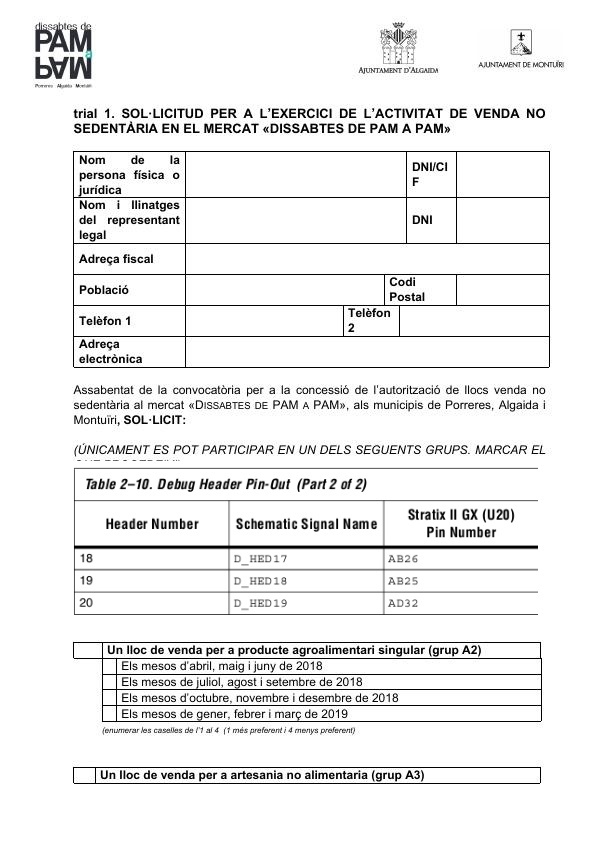 dissabtes de
PAM
a
PAM
Porreres Algaida Montuïri
AJUNTAMENT D'ALGAIDA
AJUNTAMENT DE MONTUÏRI
trial 1. SOL·LICITUD PER A L'EXERCICI DE L'ACTIVITAT DE VENDA NO
SEDENTÀRIA EN EL MERCAT «DISSABTES DE PAM A PAM»
Nom de la
persona física o
jurídica
DNI/CI
F
Nom i llinatges
del representant
legal
DNI
Adreça fiscal
Població
Codi
Postal
Telèfon 1
Telèfon
2
Adreça
electrònica
Assabentat de la convocatòria per a la concessió de l'autorització de llocs venda no
sedentària al mercat «DISSABTES DE PAM A PAM», als municipis de Porreres, Algaida i
Montuïri, SOL·LICIT:
(ÚNICAMENT ES POT PARTICIPAR EN UN DELS SEGUENTS GRUPS. MARCAR EL
Table 2–10. Debug Header Pin-Out (Part 2 of 2)
Header Number
Schematic Signal Name
Stratix II GX (U20)
Pin Number
18 D_HED17 AB26
19 D_HED18 AB25
20 D_HED19 AD32
Un lloc de venda per a producte agroalimentari singular (grup A2)
Els mesos d'abril, maig i juny de 2018
Els mesos de juliol, agost i setembre de 2018
Els mesos d'octubre, novembre i desembre de 2018
Els mesos de gener, febrer i març de 2019
(enumerar les caselles de l'1 al 4 (1 més preferent i 4 menys preferent)
Un lloc de venda per a artesania no alimentaria (grup A3)